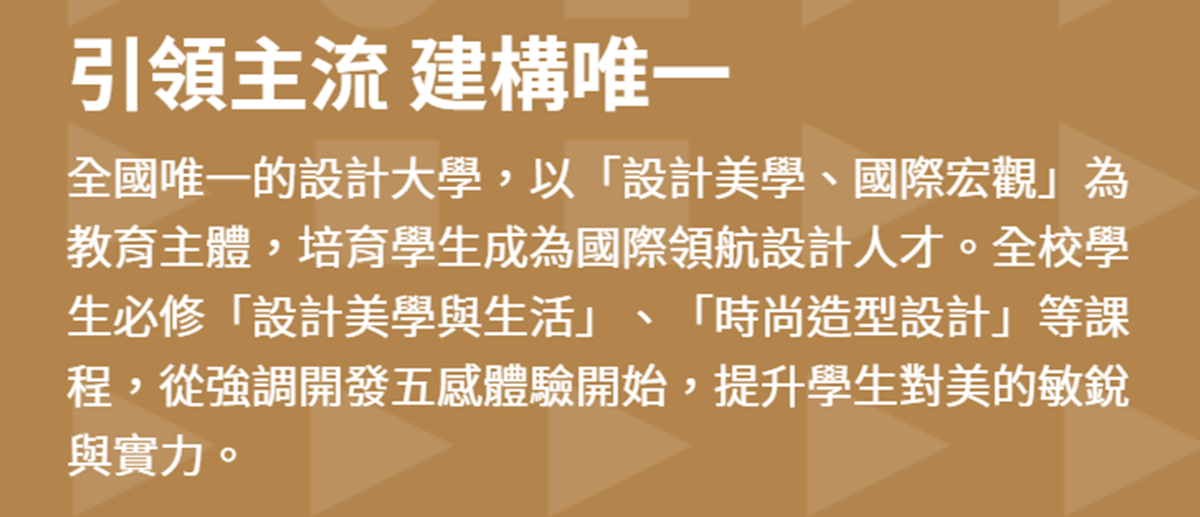 引領主流 建構唯一
全國唯一的設計大學，以「設計美學、國際宏觀」為
教育主體，培育學生成為國際領航設計人才。全校學
生必修「設計美學與生活」、「時尚造型設計」等課
程，從強調開發五感體驗開始，提升學生對美的敏銳
與實力。